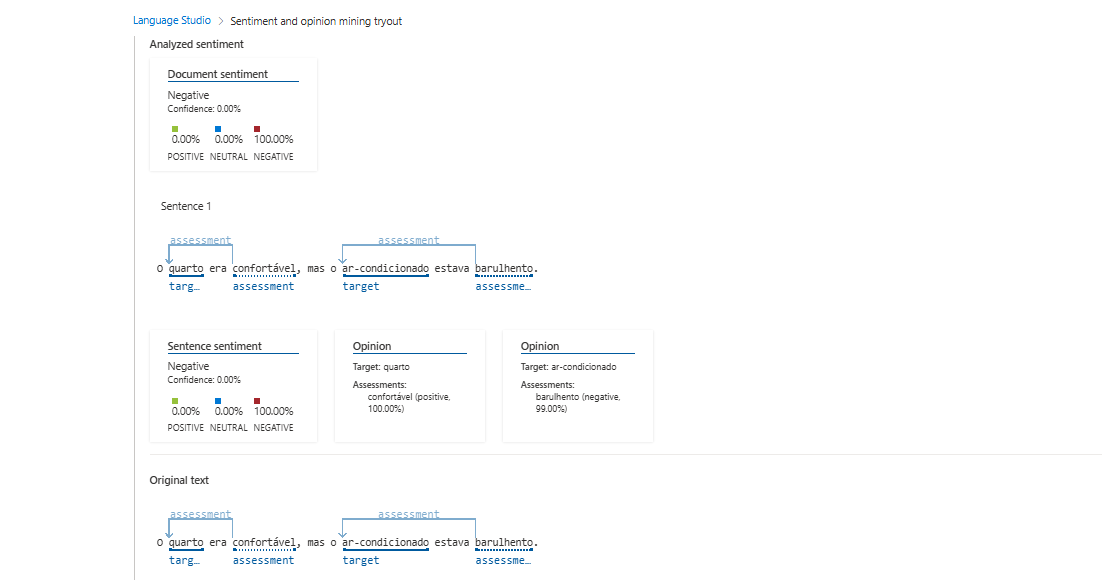 Language Studio > Sentiment and opinion mining tryout
Analyzed sentiment
Document sentiment
Negative
Confidence: 0.00%
0.00% 0.00% 100.00%
POSITIVE NEUTRAL NEGATIVE
Sentence 1
assessment assessment
O quarto era confortável, mas o ar-condicionado estava barulhento.
targ… assessment target assessme…
Sentence sentiment
Negative
Confidence: 0.00%
0.00% 0.00% 100.00%
POSITIVE NEUTRAL NEGATIVE
Opinion
Target: quarto
Assessments:
confortável (positive,
100.00%)
Opinion
Target: ar-condicionado
Assessments:
barulhento (negative,
99.00%)
Original text
assessment assessment
O quarto era confortável, mas o ar-condicionado estava barulhento.
targ… assessment target assessme…